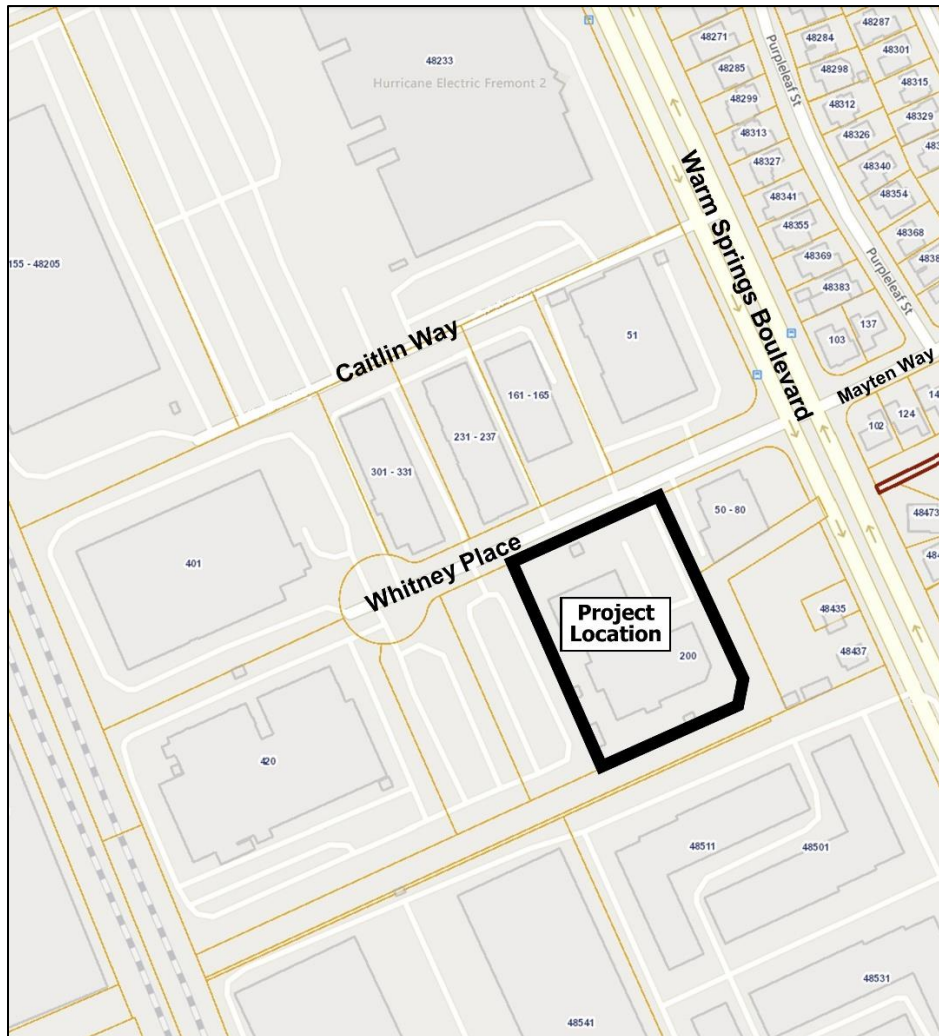 48233
Hurricane Electric Fremont 2
48271
48285
48299
48313
48327
48341
48355
48369
48383
103
137
Purpleleaf St
48284
48298
48312
48326
48340
48354
48368
48287
48301
48315
48329
Purpleleaf St
Warm Springs Boulevard
155 - 48205
Caitlin Way
51
161 - 165
231 - 237
301 - 331
Mayten Way
102
124
401
Whitney Place
50 - 80
Project
Location
200
48473
48435
48437
420
48511
48501
48531
48541